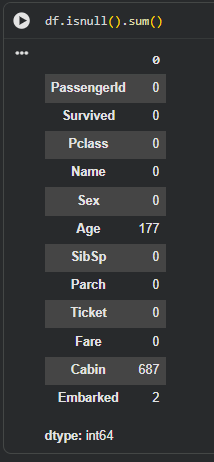 df.isnull().sum()
0
PassengerId 0
Survived 0
Pclass 0
Name 0
Sex 0
Age 177
SibSp 0
Parch 0
Ticket 0
Fare 0
Cabin 687
Embarked 2
dtype: int64